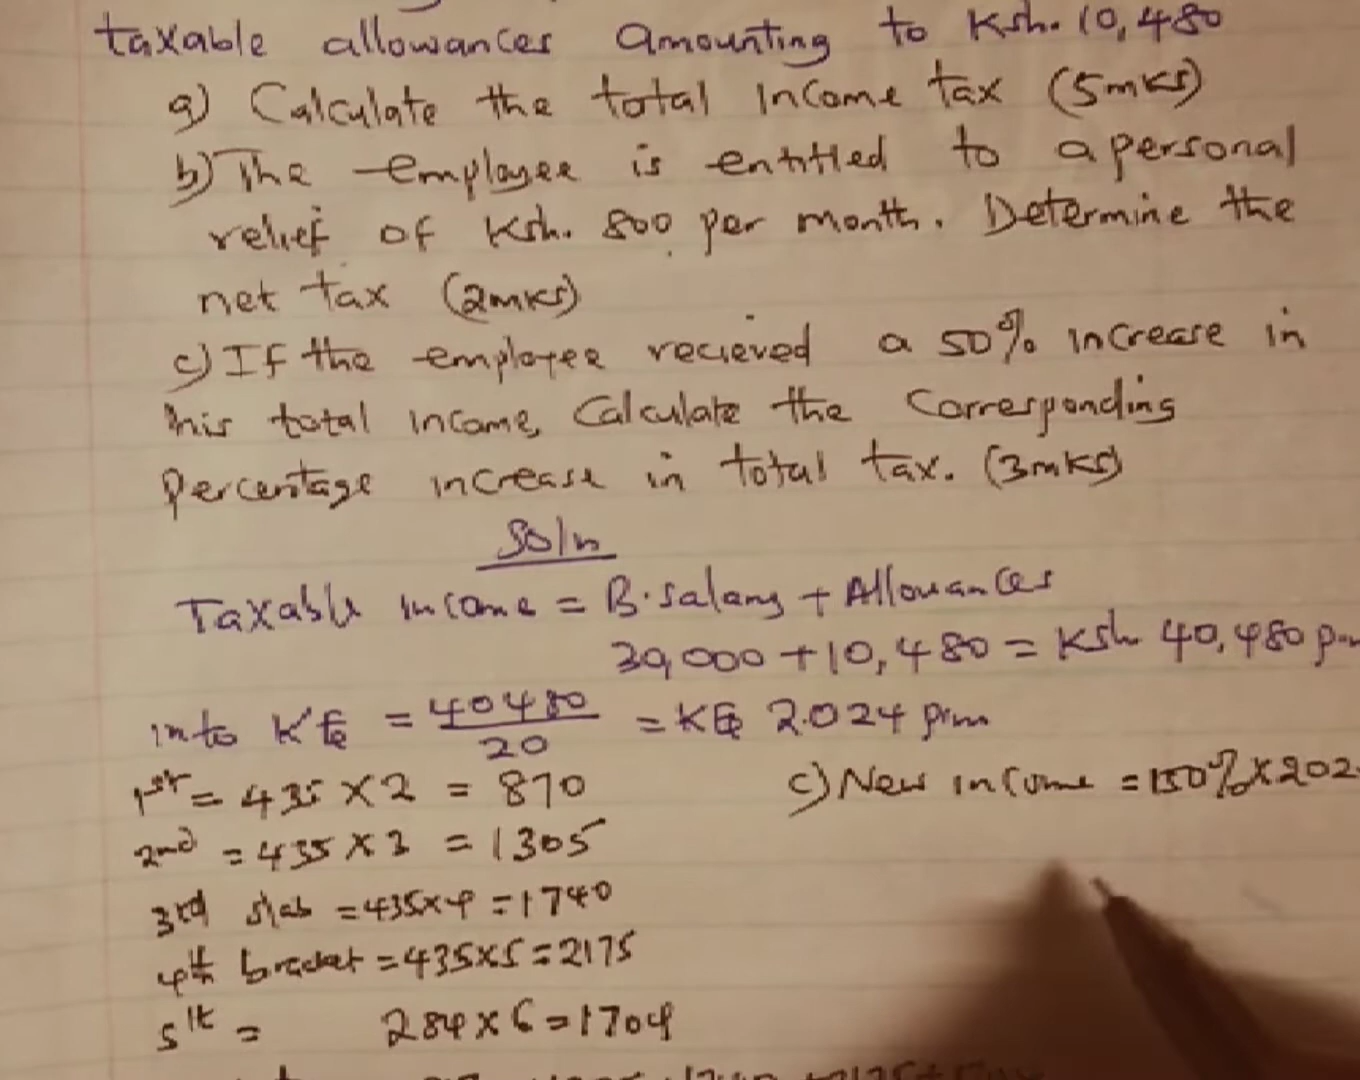 taxable allowances amounting to Ksh. 10,480
a) Calculate the total income tax (5mks)
b) The employee is entitled to a personal
relief of Ksh. 800 per month. Determine the
net tax (2mks)
c) If the employee recieved a 50% increase in
his total income, Calculate the Corresponding
percentage increase in total tax. (3mks)
Soln
Taxable income = B.salary + Allowances
30,000 + 10,480 = Ksh 40,480 p.m
into K£ = 40480/20 = K£ 2024 p.m
1st = 435 x 2 = 870
c) New income = 150% x 202
2nd = 435 x 3 = 1305
3rd slab = 435x4 = 1740
4th bracket = 435x5 = 2175
5th = 284 x 6 = 1704